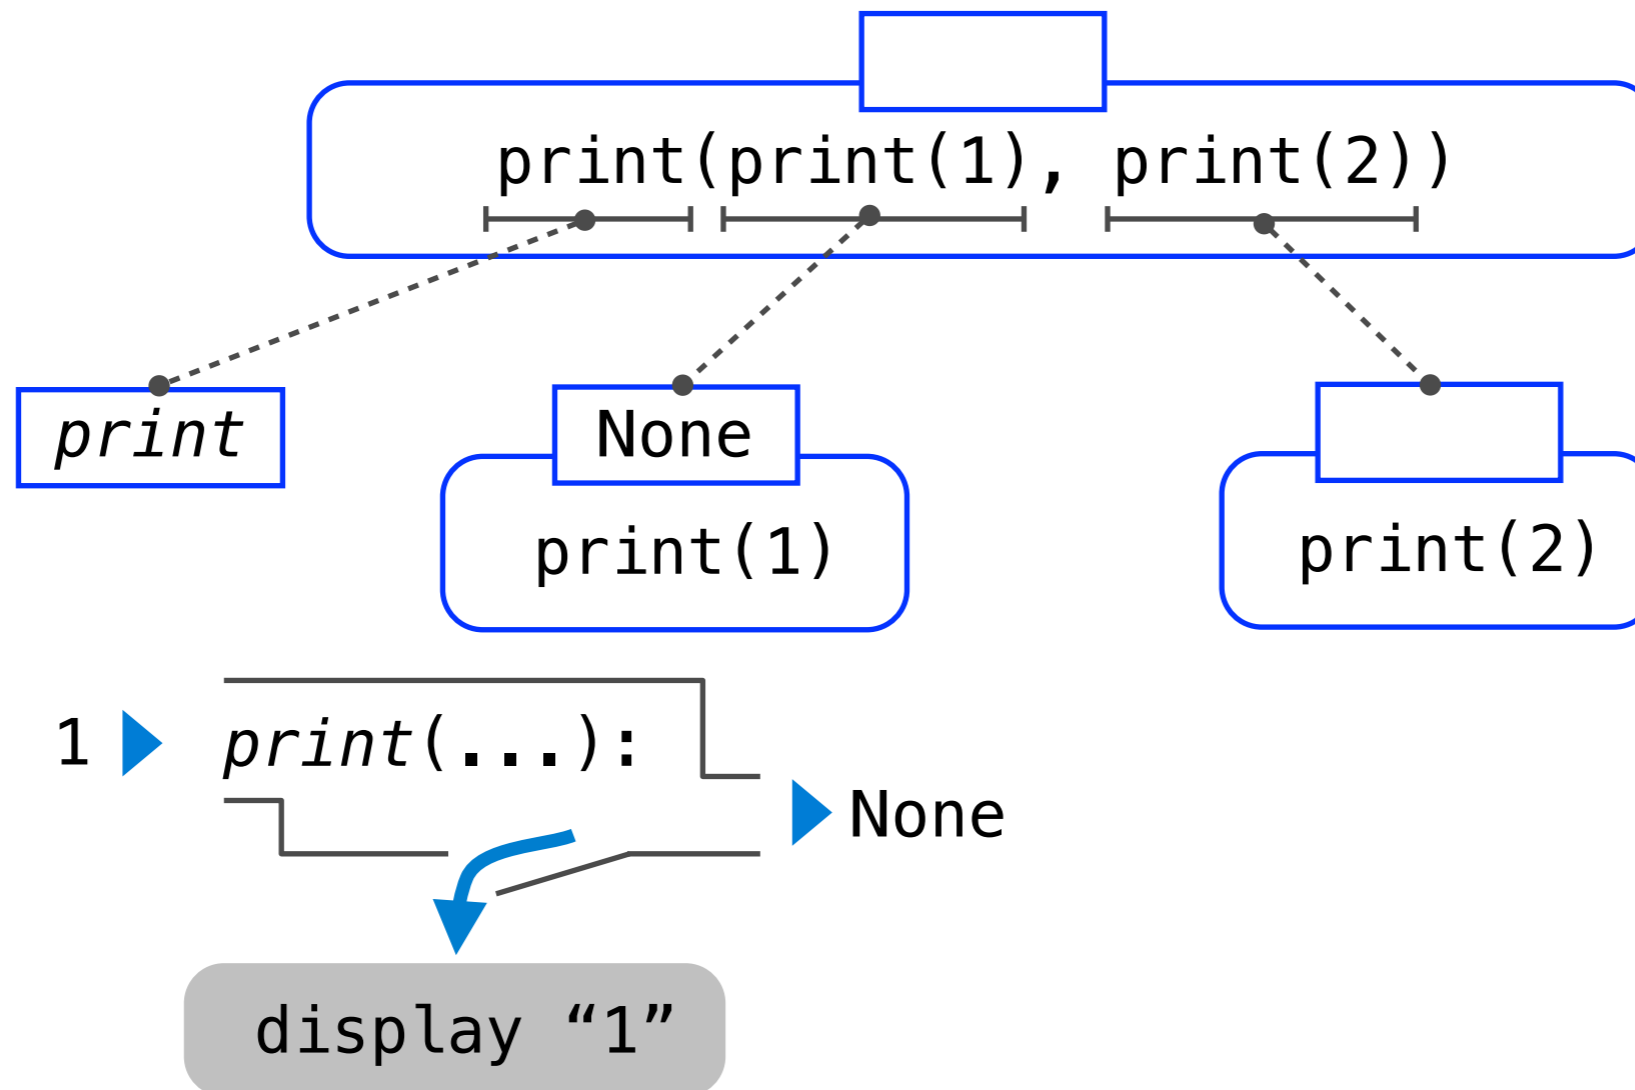 print(print(1), print(2))
print
None
print(1)
print(2)
1
print(...):
None
display “1”